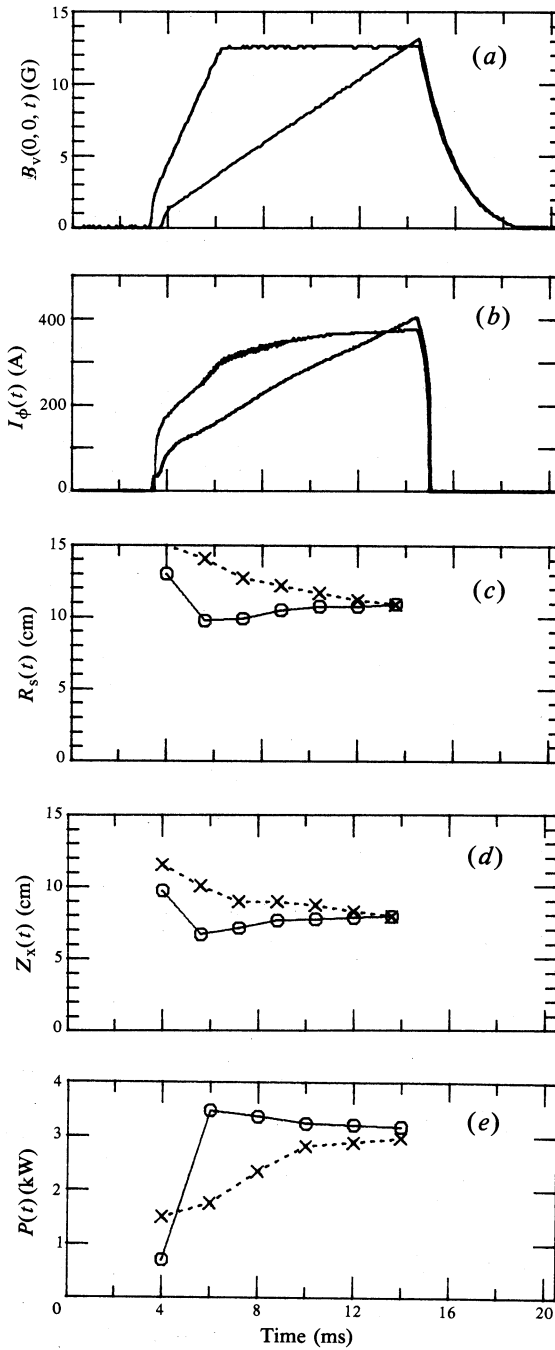 15
(a)
10
5
0
B_v(0, 0, t) (G)
(b)
400
200
0
I_ϕ(t) (A)
15
(c)
10
5
0
R_s(t) (cm)
15
(d)
10
5
0
Z_x(t) (cm)
4
(e)
3
2
1
P(t) (kW)
0 4 8 12 16 20
Time (ms)